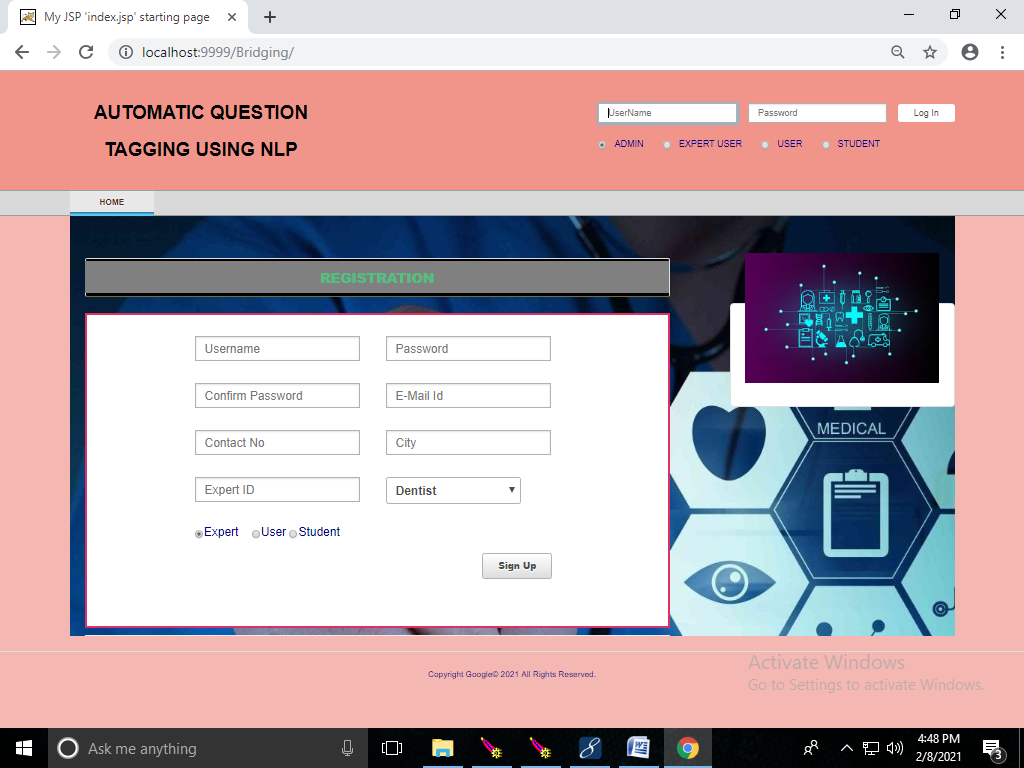 My JSP 'index.jsp' starting page
localhost:9999/Bridging/
AUTOMATIC QUESTION
TAGGING USING NLP
UserName
Password
Log In
ADMIN
EXPERT USER
USER
STUDENT
HOME
REGISTRATION
Username
Password
Confirm Password
E-Mail Id
Contact No
City
Expert ID
Dentist
Expert
User
Student
Sign Up
MEDICAL
Copyright Google© 2021 All Rights Reserved.
Activate Windows
Go to Settings to activate Windows.
Ask me anything
4:48 PM
2/8/2021
3